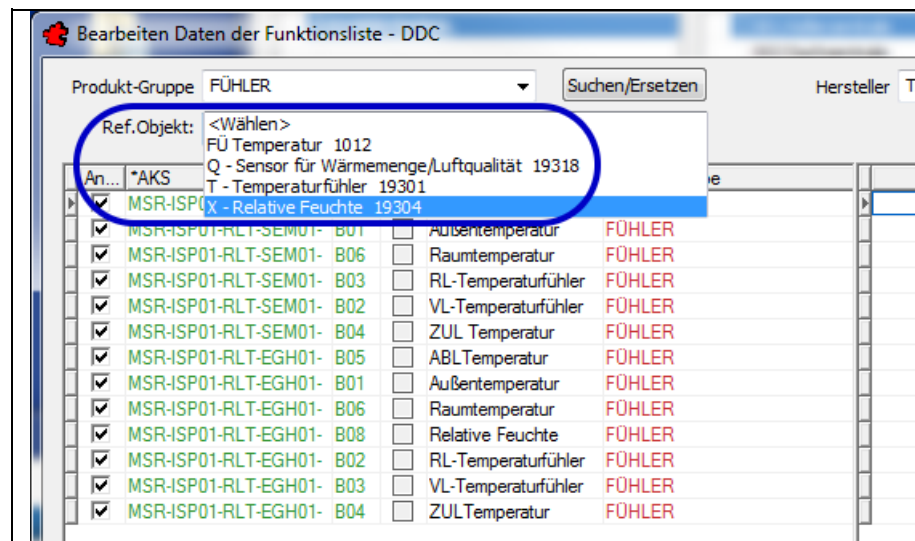 Bearbeiten Daten der Funktionsliste - DDC
Produkt-Gruppe FÜHLER Suchen/Ersetzen Hersteller T
Ref.Objekt: <Wählen>
FÜ Temperatur 1012
Q - Sensor für Wärmemenge/Luftqualität 19318
T - Temperaturfühler 19301
X - Relative Feuchte 19304
An... *AKS
MSR-ISP0
MSR-ISP01-RLT-SEM01- B01 Außentemperatur FÜHLER
MSR-ISP01-RLT-SEM01- B06 Raumtemperatur FÜHLER
MSR-ISP01-RLT-SEM01- B03 RL-Temperaturfühler FÜHLER
MSR-ISP01-RLT-SEM01- B02 VL-Temperaturfühler FÜHLER
MSR-ISP01-RLT-SEM01- B04 ZUL Temperatur FÜHLER
MSR-ISP01-RLT-EGH01- B05 ABLTemperatur FÜHLER
MSR-ISP01-RLT-EGH01- B01 Außentemperatur FÜHLER
MSR-ISP01-RLT-EGH01- B06 Raumtemperatur FÜHLER
MSR-ISP01-RLT-EGH01- B08 Relative Feuchte FÜHLER
MSR-ISP01-RLT-EGH01- B02 RL-Temperaturfühler FÜHLER
MSR-ISP01-RLT-EGH01- B03 VL-Temperaturfühler FÜHLER
MSR-ISP01-RLT-EGH01- B04 ZULTemperatur FÜHLER